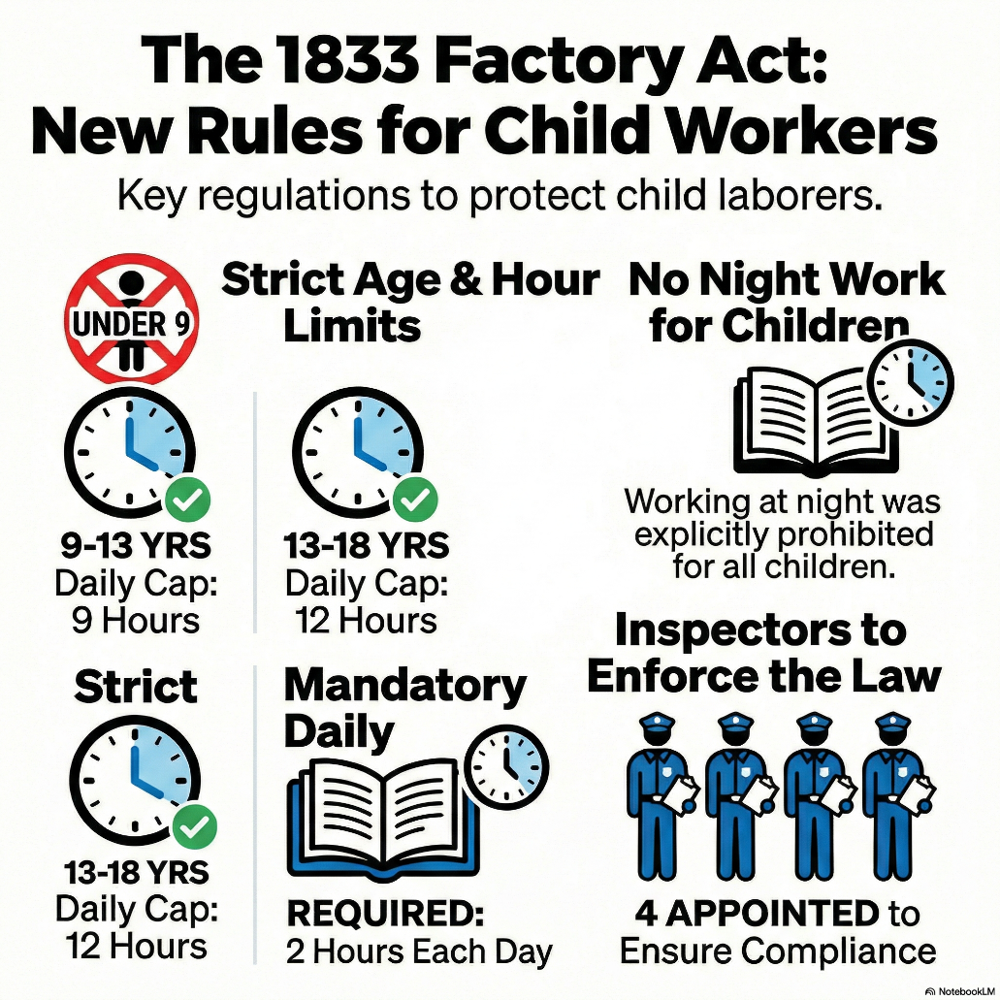 The 1833 Factory Act:
New Rules for Child Workers
Key regulations to protect child laborers.
UNDER 9
Strict Age & Hour
Limits
9-13 YRS
Daily Cap:
9 Hours
13-18 YRS
Daily Cap:
12 Hours
No Night Work
for Children
Working at night was
explicitly prohibited
for all children.
Strict
13-18 YRS
Daily Cap:
12 Hours
Mandatory
Daily
REQUIRED:
2 Hours Each Day
Inspectors to
Enforce the Law
4 APPOINTED to
Ensure Compliance
NotebookLM